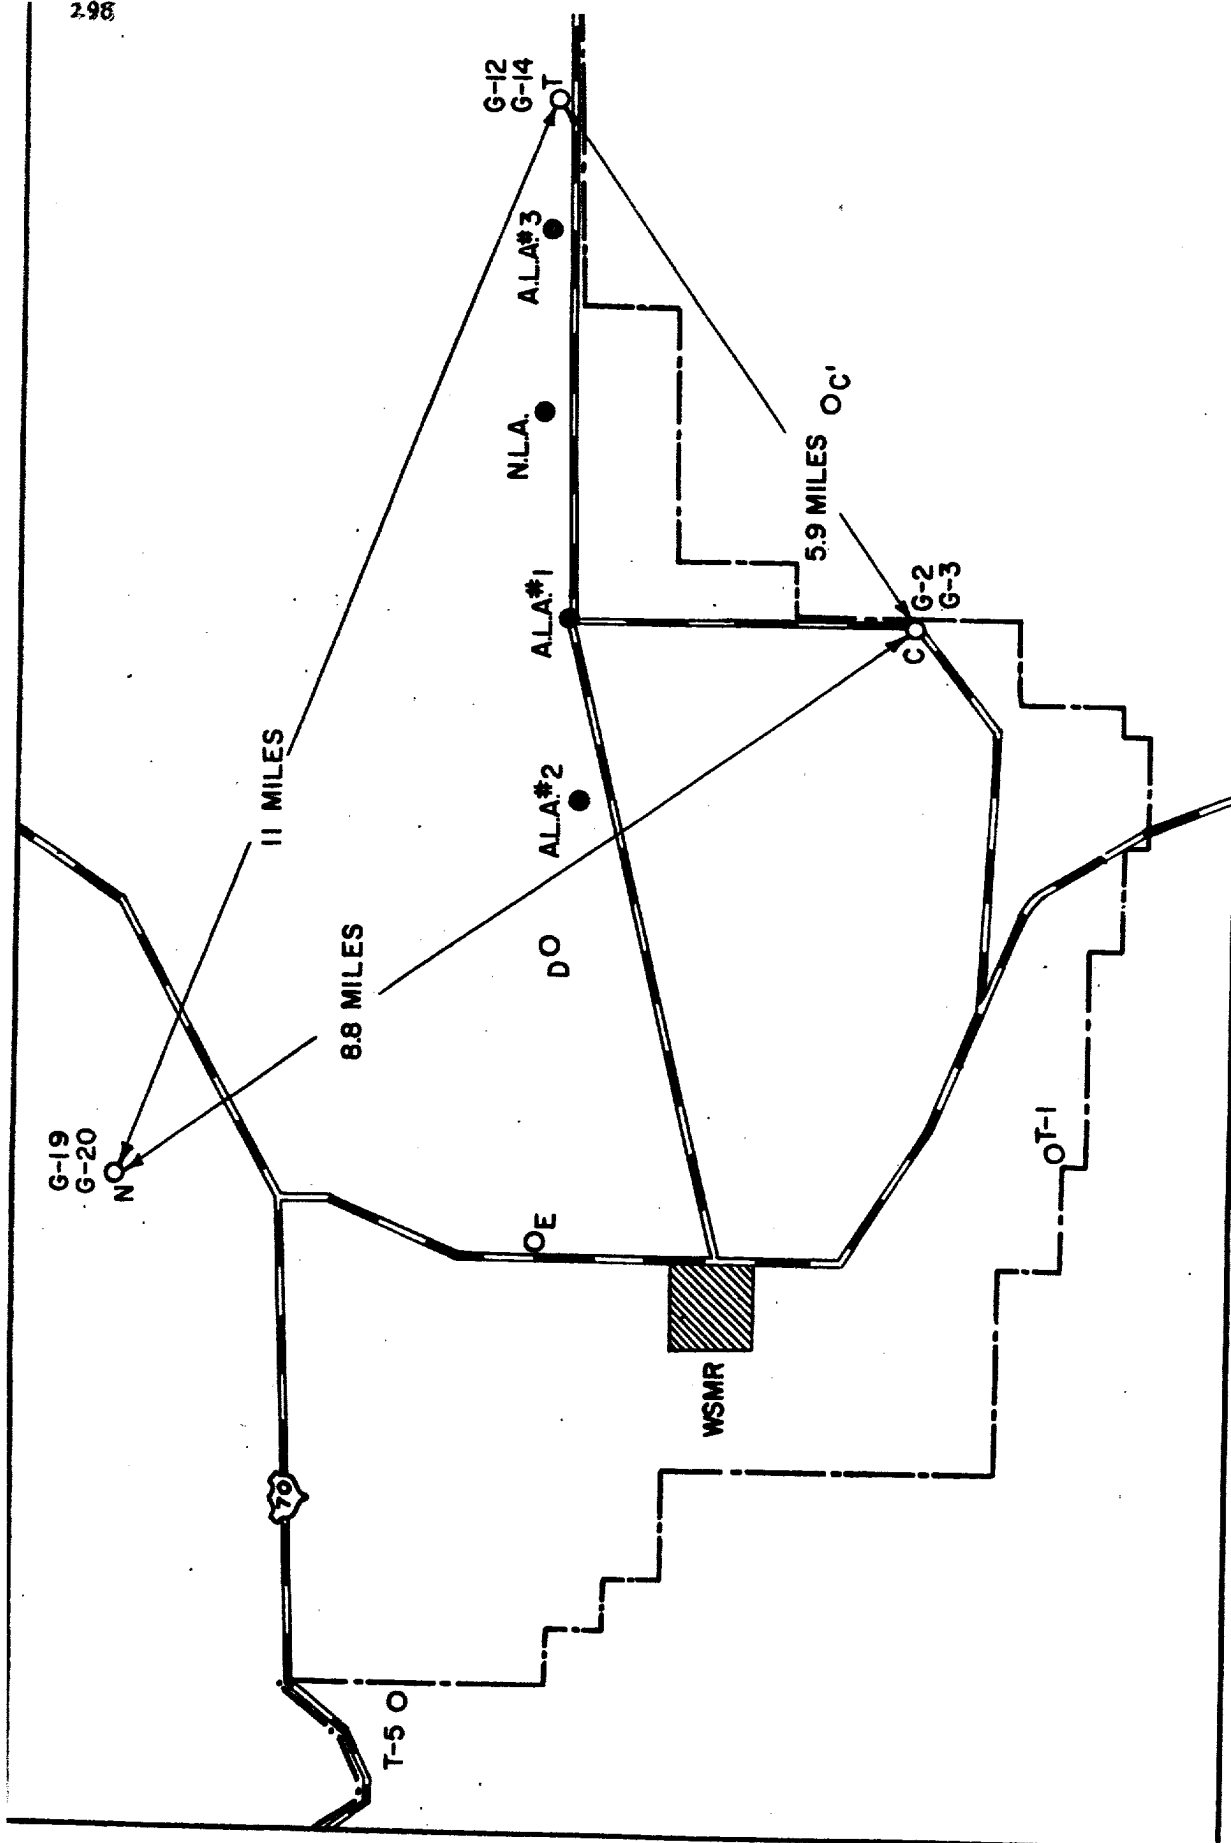 298
G-12
G-14
T
A.L.A.#3
N.L.A.
A.L.A.#1
A.L.A.#2
11 MILES
8.8 MILES
5.9 MILES
C'
G-2
G-3
C
D
G-19
G-20
N
E
T-1
WSMR
70
T-5